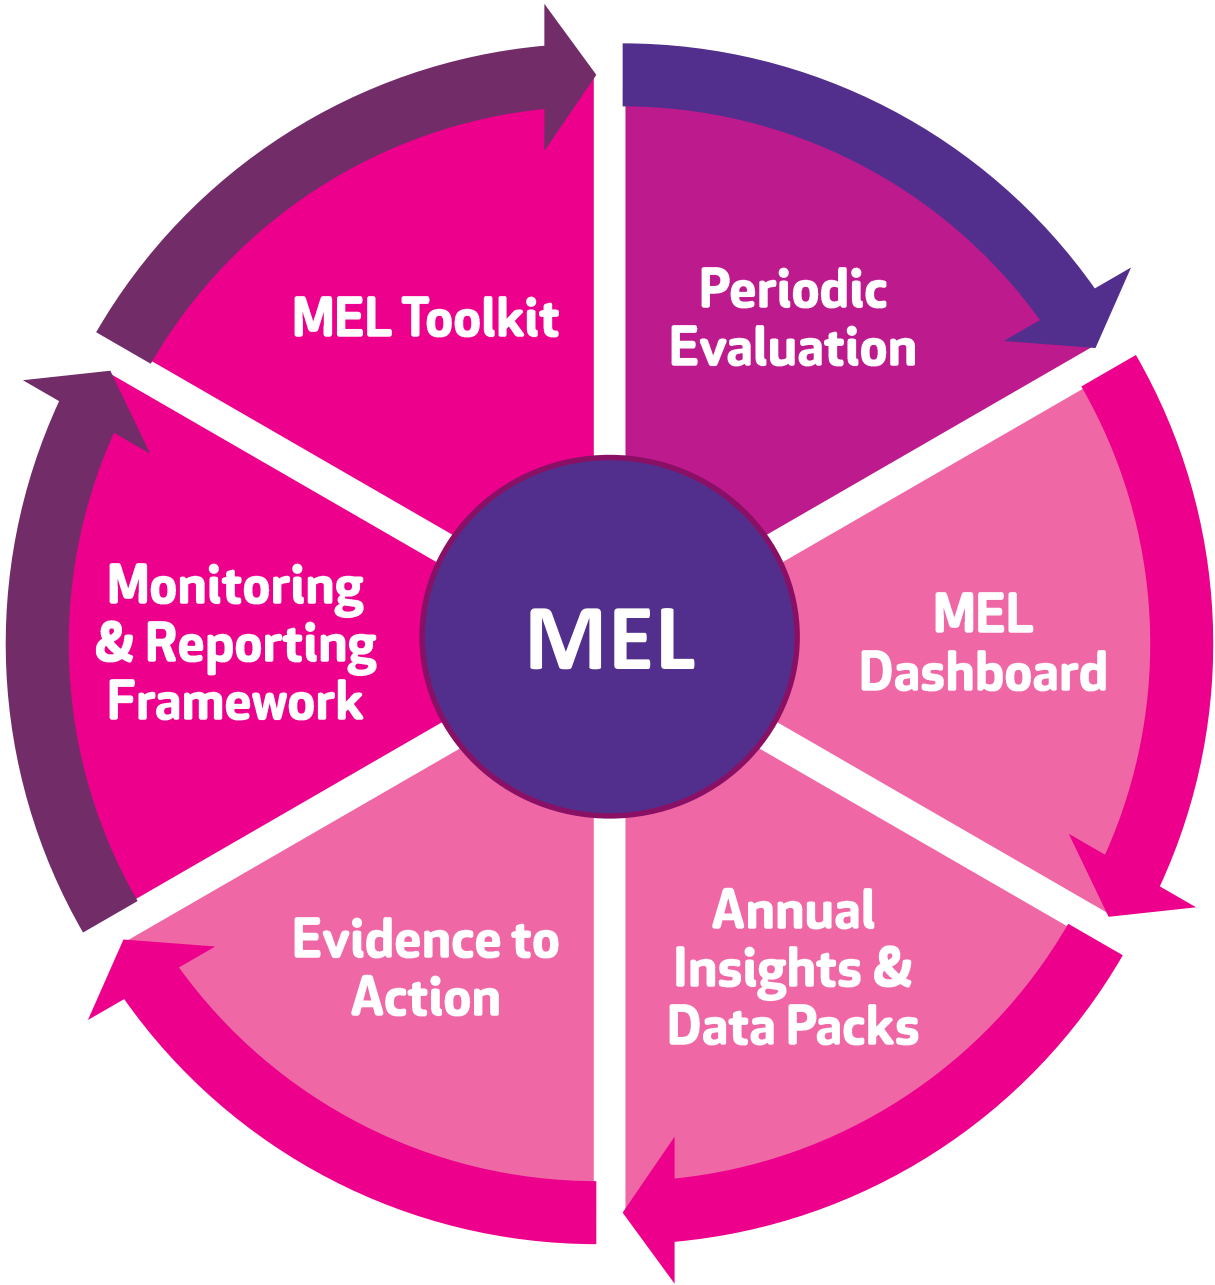 MEL Toolkit
Periodic
Evaluation
MEL
Dashboard
Annual
Insights &
Data Packs
Evidence to
Action
Monitoring
& Reporting
Framework
MEL